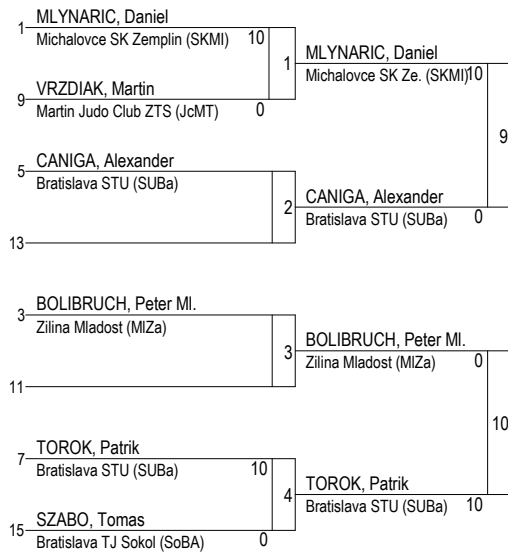 1
MLYNARIC, Daniel
Michalovce SK Zemplin (SKMI) 10
1
9
VRZDIAK, Martin
Martin Judo Club ZTS (JcMT) 0
MLYNARIC, Daniel
Michalovce SK Ze. (SKMI) 10
5
CANIGA, Alexander
Bratislava STU (SUBa)
2
13
CANIGA, Alexander
Bratislava STU (SUBa) 0
9
3
BOLIBRUCH, Peter Ml.
Zilina Mladost (MlZa)
3
11
BOLIBRUCH, Peter Ml.
Zilina Mladost (MlZa) 0
7
TOROK, Patrik
Bratislava STU (SUBa) 10
4
15
SZABO, Tomas
Bratislava TJ Sokol (SoBA) 0
TOROK, Patrik
Bratislava STU (SUBa) 10
10